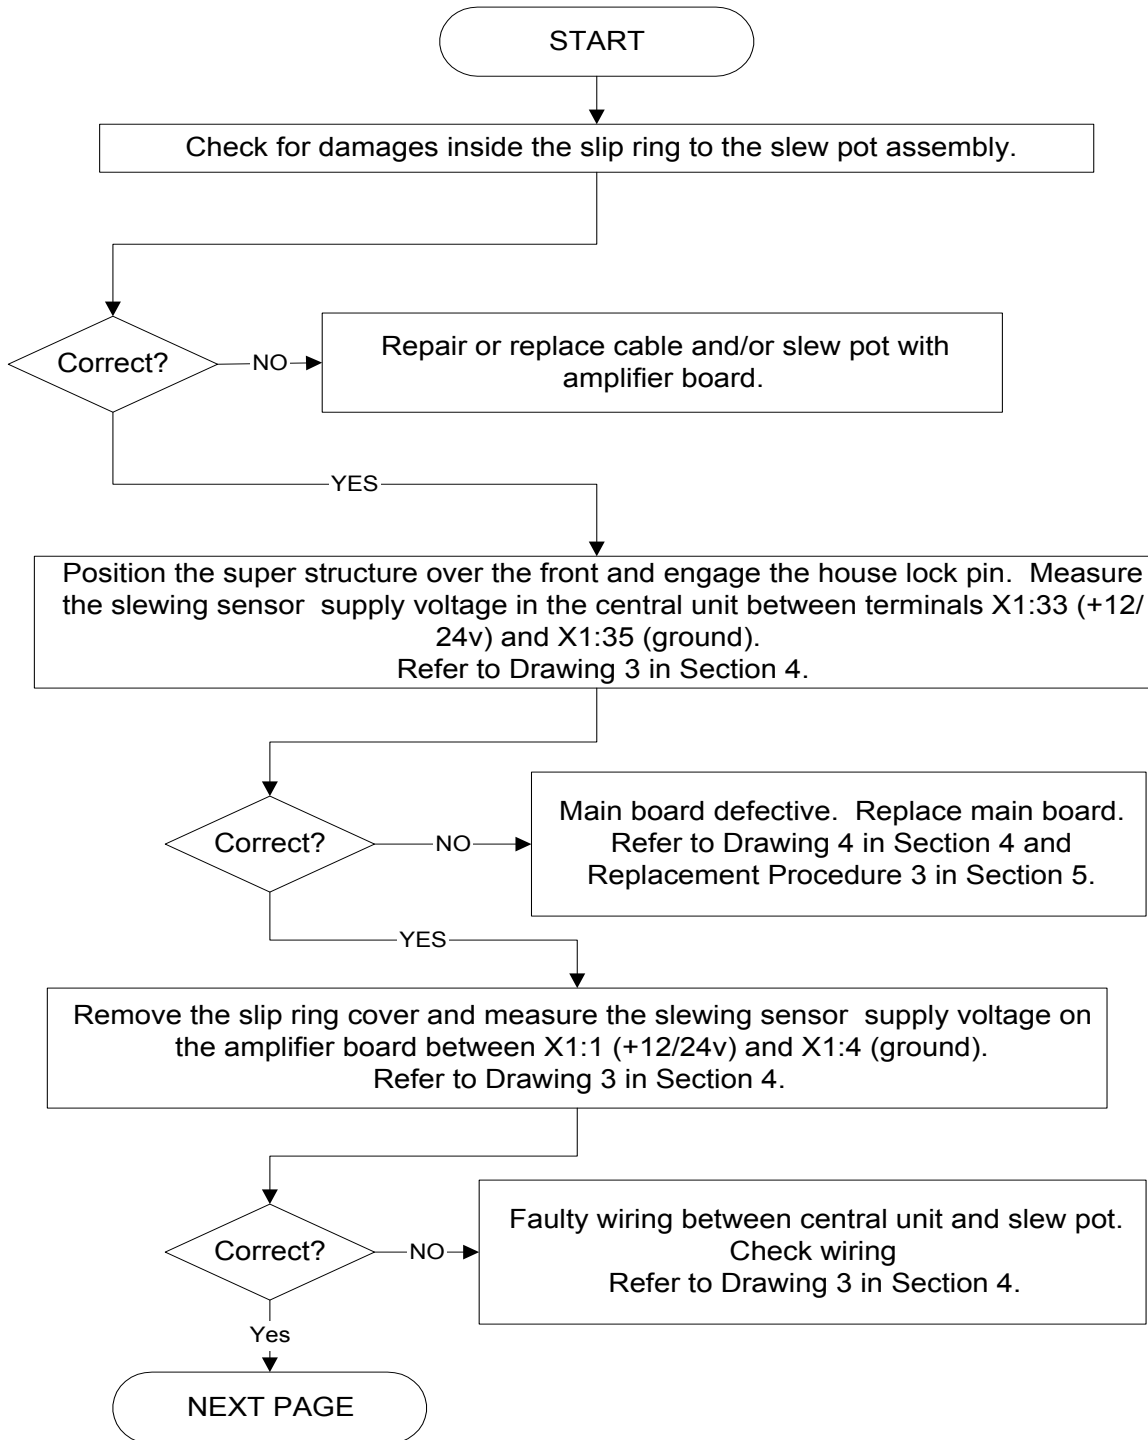 START
Check for damages inside the slip ring to the slew pot assembly.
Correct?
NO
Repair or replace cable and/or slew pot with
amplifier board.
YES
Position the super structure over the front and engage the house lock pin.  Measure
the slewing sensor  supply voltage in the central unit between terminals X1:33 (+12/
24v) and X1:35 (ground).
Refer to Drawing 3 in Section 4.
Correct?
NO
Main board defective.  Replace main board.
Refer to Drawing 4 in Section 4 and
Replacement Procedure 3 in Section 5.
YES
Remove the slip ring cover and measure the slewing sensor  supply voltage on
the amplifier board between X1:1 (+12/24v) and X1:4 (ground).
Refer to Drawing 3 in Section 4.
Correct?
NO
Faulty wiring between central unit and slew pot.
Check wiring
Refer to Drawing 3 in Section 4.
Yes
NEXT PAGE